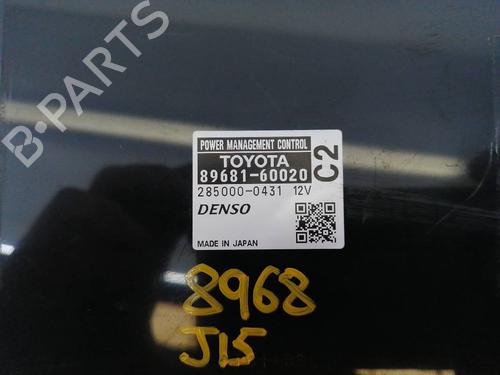 B-PARTS
POWER MANAGEMENT CONTROL
TOYOTA
89681-60020
C2
285000-0431 12V
DENSO
MADE IN JAPAN
8968
J15